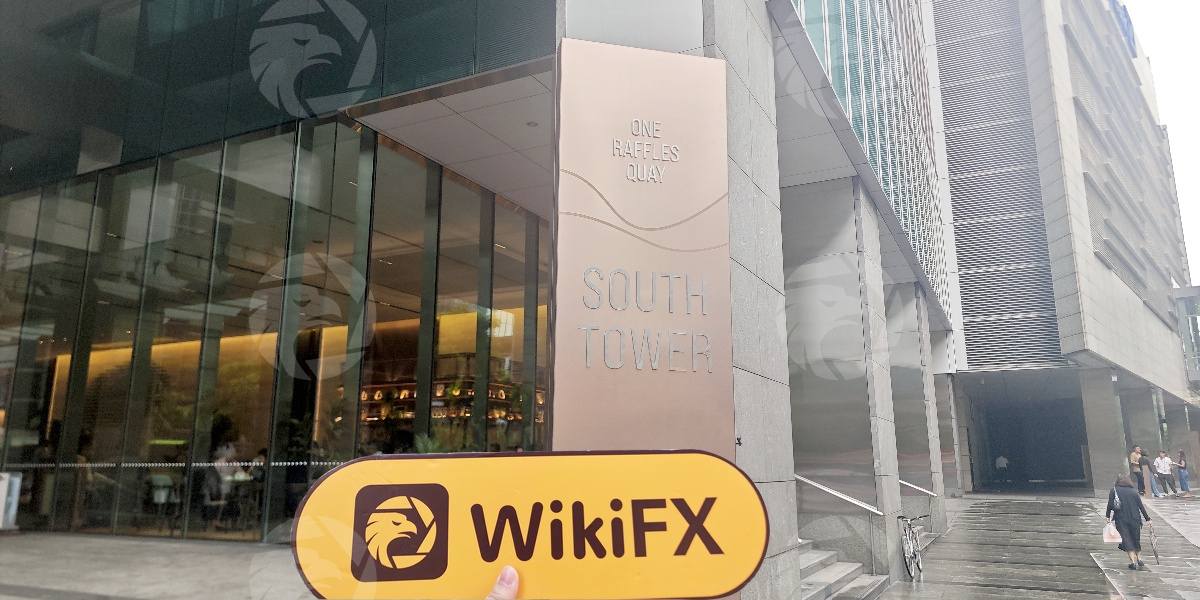 ONE
RAFFLES
QUAY
SOUTH
TOWER
WikiFX